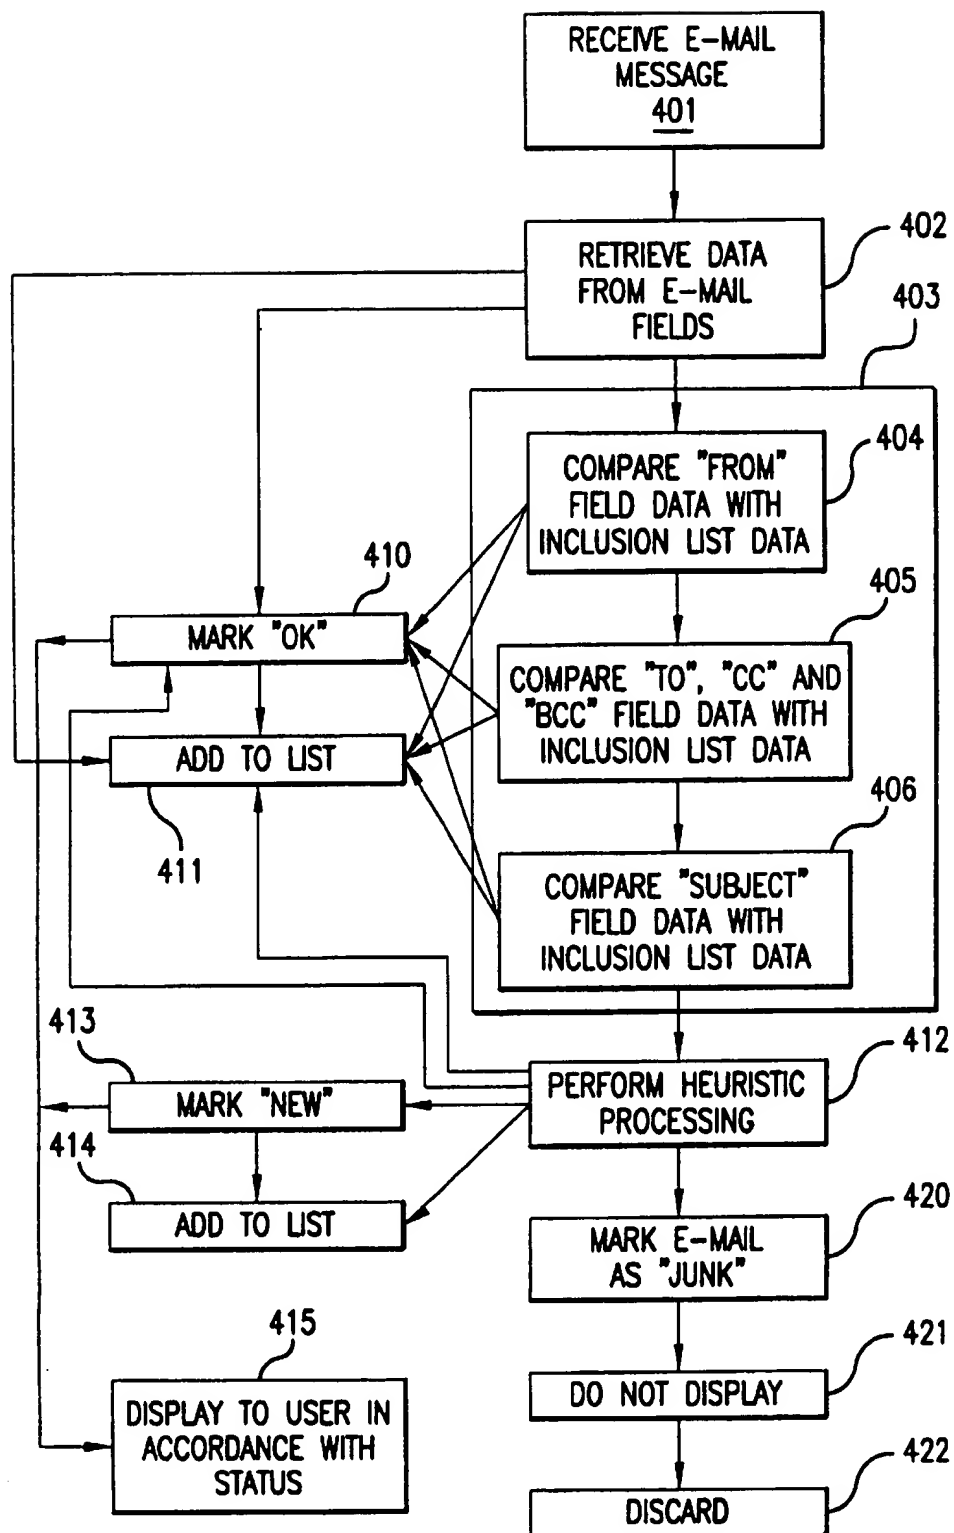 RECEIVE E-MAIL
MESSAGE
401
RETRIEVE DATA
FROM E-MAIL
FIELDS
402
403
COMPARE "FROM"
FIELD DATA WITH
INCLUSION LIST DATA
404
410
MARK "OK"
405
COMPARE "TO", "CC" AND
"BCC" FIELD DATA WITH
INCLUSION LIST DATA
ADD TO LIST
411
406
COMPARE "SUBJECT"
FIELD DATA WITH
INCLUSION LIST DATA
413
MARK "NEW"
412
PERFORM HEURISTIC
PROCESSING
414
ADD TO LIST
420
MARK E-MAIL
AS "JUNK"
415
DISPLAY TO USER IN
ACCORDANCE WITH
STATUS
421
DO NOT DISPLAY
422
DISCARD